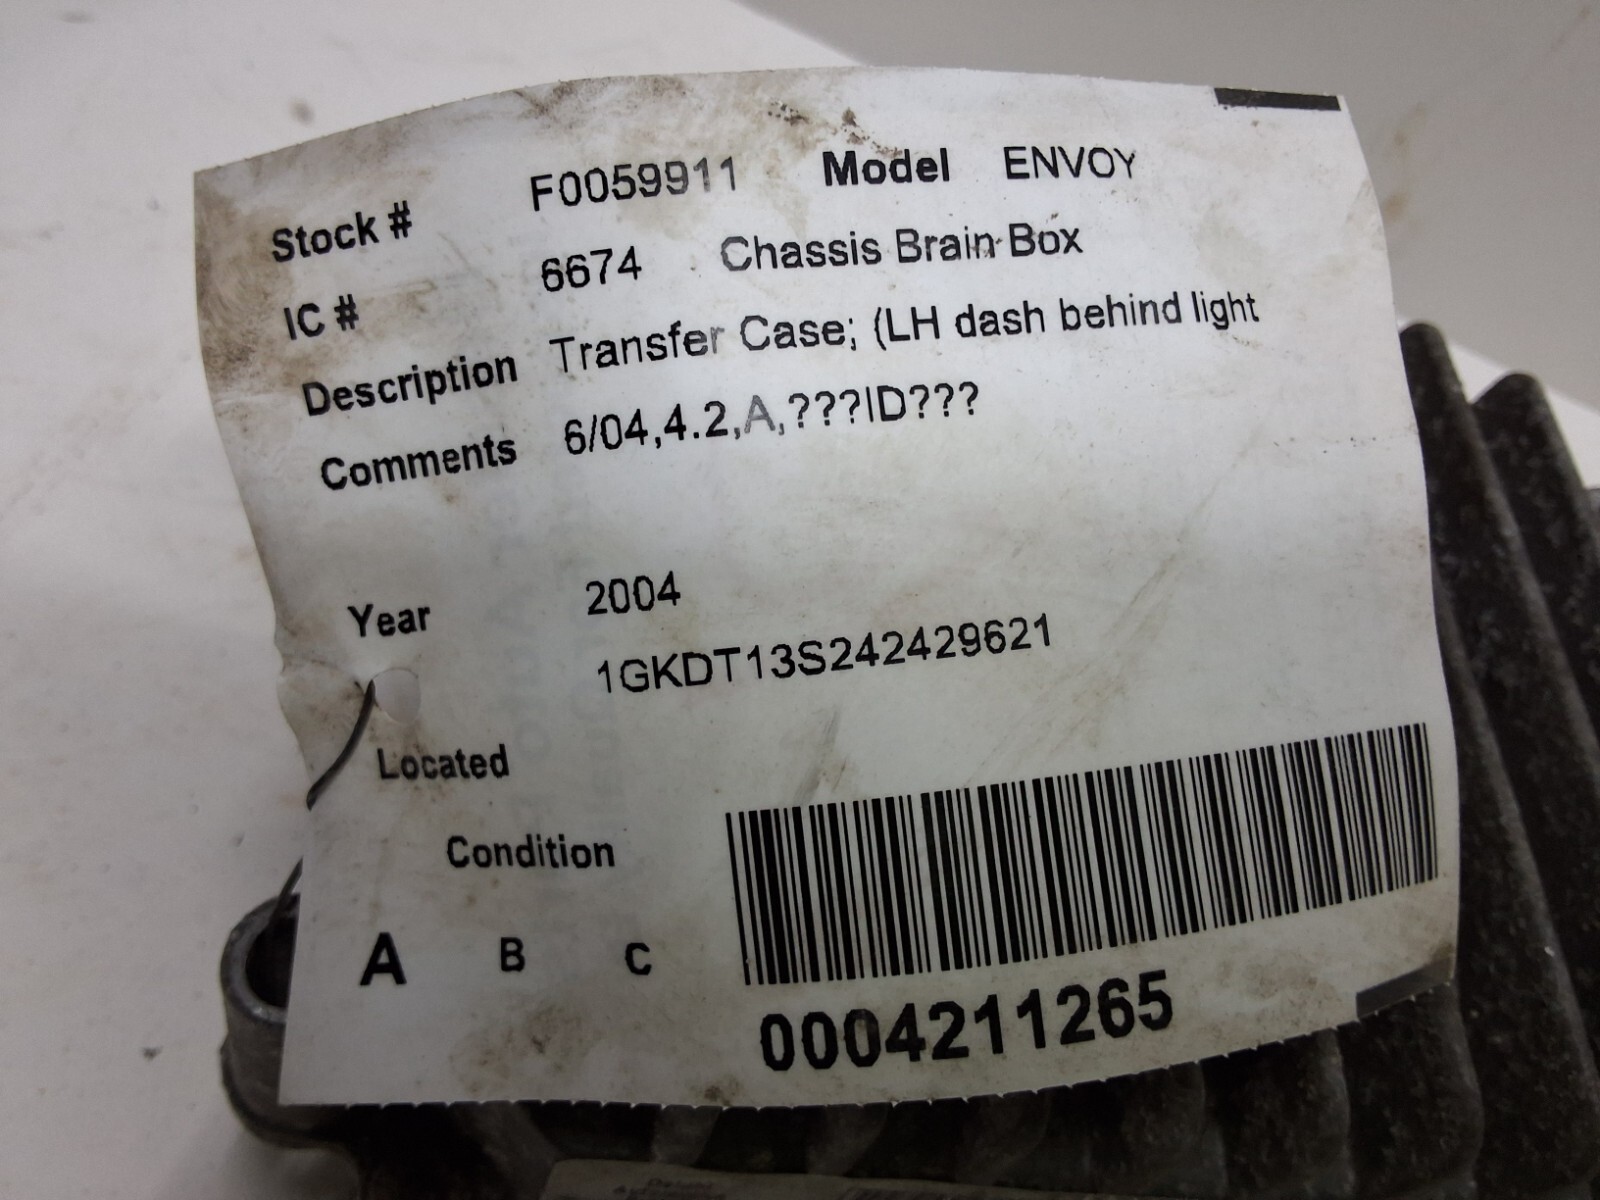 Stock # F0059911 Model ENVOY
IC # 6674 Chassis Brain Box
Description Transfer Case; (LH dash behind light
Comments 6/04,4.2,A,???ID???
Year 2004
1GKDT13S242429621
Located
Condition
A B C
0004211265